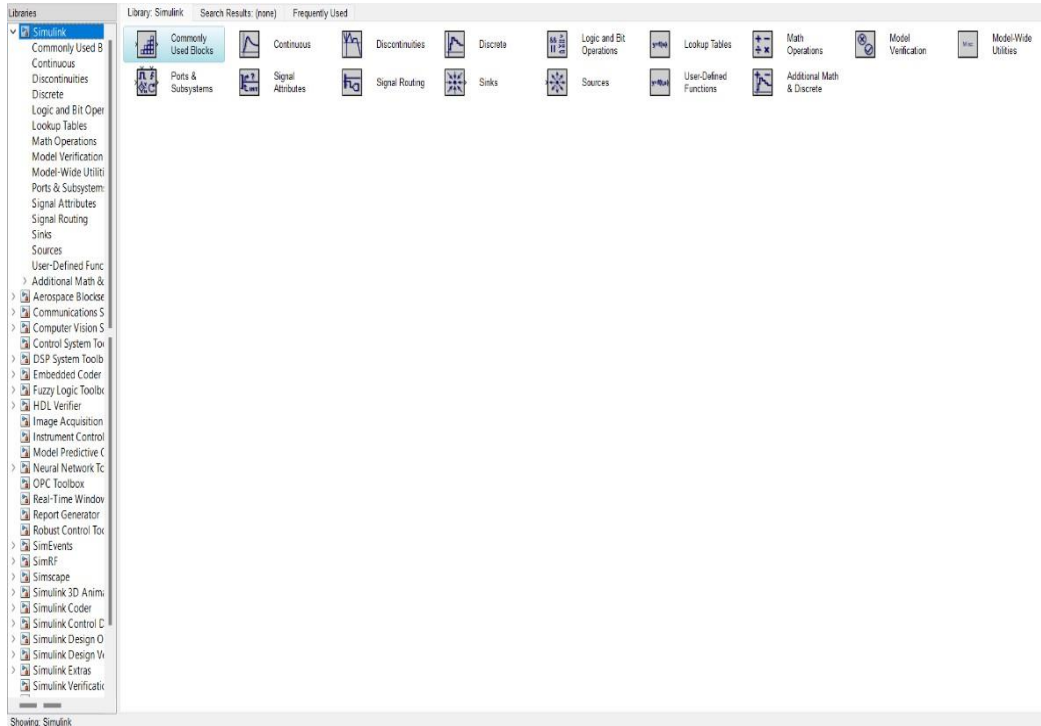 Libraries
Library: Simulink Search Results: (none) Frequently Used
Simulink
Commonly Used B
Continuous
Discontinuities
Discrete
Logic and Bit Oper
Lookup Tables
Math Operations
Model Verification
Model-Wide Utiliti
Ports & Subsystem
Signal Attributes
Signal Routing
Sinks
Sources
User-Defined Func
Additional Math &
Aerospace Blockse
Communications S
Computer Vision S
Control System Too
DSP System Toolb
Embedded Coder
Fuzzy Logic Toolbo
HDL Verifier
Image Acquisition
Instrument Control
Model Predictive C
Neural Network Tc
OPC Toolbox
Real-Time Window
Report Generator
Robust Control Too
SimEvents
SimRF
Simscape
Simulink 3D Anima
Simulink Coder
Simulink Control D
Simulink Design O
Simulink Design Ve
Simulink Extras
Simulink Verificatio
Commonly
Used Blocks
Continuous
Discontinuities
Discrete
Logic and Bit
Operations
Lookup Tables
Math
Operations
Model
Verification
Misc
Model-Wide
Utilities
Ports &
Subsystems
Signal
Attributes
Signal Routing
Sinks
Sources
User-Defined
Functions
Additional Math
& Discrete
Showing: Simulink